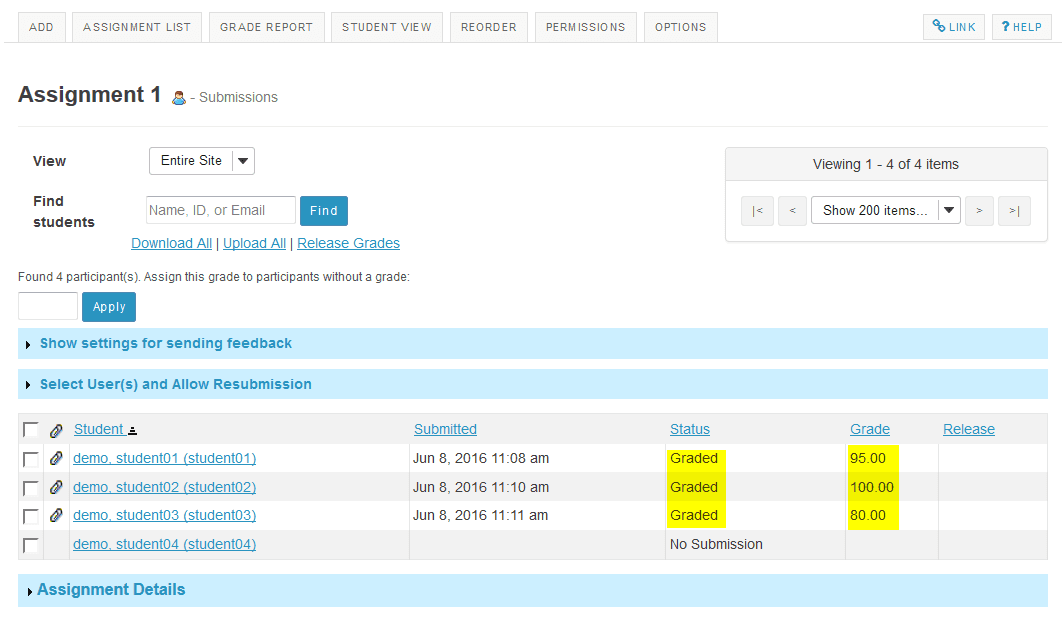 ADD ASSIGNMENT LIST GRADE REPORT STUDENT VIEW REORDER PERMISSIONS OPTIONS LINK ? HELP
Assignment 1 - Submissions
View Entire Site
Viewing 1 - 4 of 4 items
Find students Name, ID, or Email Find
|< < Show 200 items... > >|
Download All | Upload All | Release Grades
Found 4 participant(s). Assign this grade to participants without a grade:
Apply
Show settings for sending feedback
Select User(s) and Allow Resubmission
Student Submitted Status Grade Release
demo, student01 (student01) Jun 8, 2016 11:08 am Graded 95.00
demo, student02 (student02) Jun 8, 2016 11:10 am Graded 100.00
demo, student03 (student03) Jun 8, 2016 11:11 am Graded 80.00
demo, student04 (student04) No Submission
Assignment Details